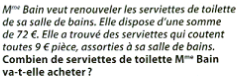 Mme Bain veut renouveler les serviettes de toilette
de sa salle de bains. Elle dispose d'une somme
de 72 €. Elle a trouvé des serviettes qui coutent
toutes 9 € pièce, assorties à sa salle de bains.
Combien de serviettes de toilette Mme Bain
va-t-elle acheter ?